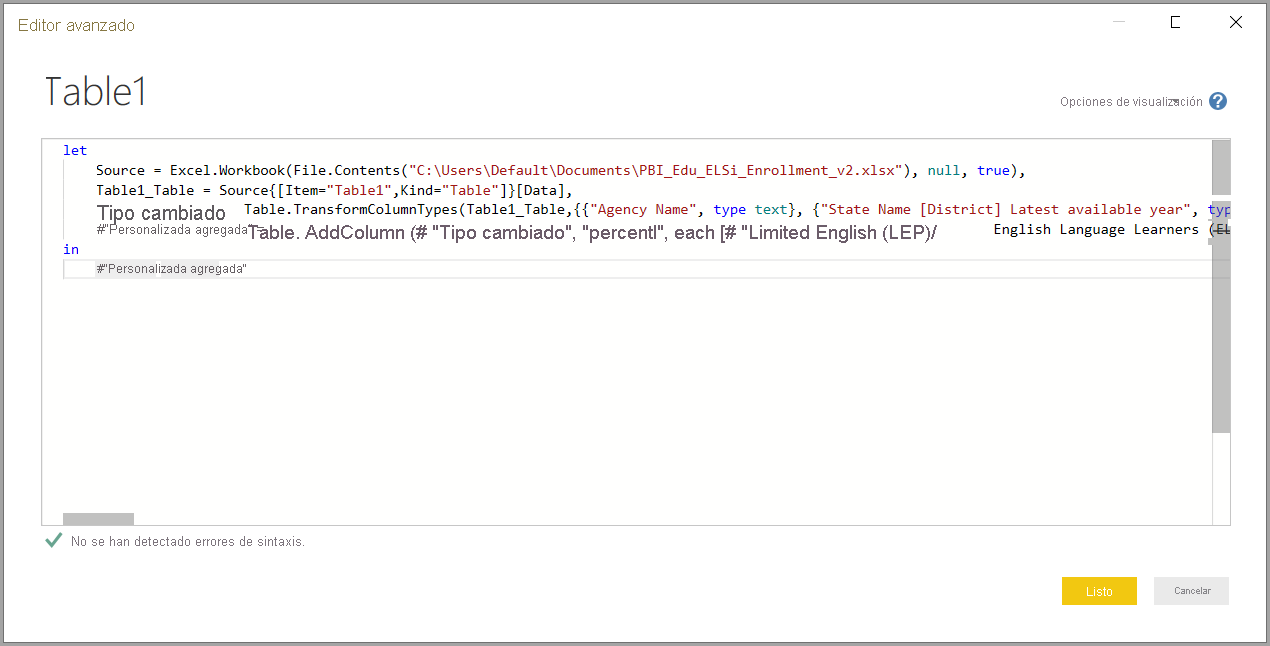 Editor avanzado
Table1
Opciones de visualización ?
let
Source = Excel.Workbook(File.Contents("C:\Users\Default\Documents\PBI_Edu_ELSi_Enrollment_v2.xlsx"), null, true),
Table1_Table = Source{[Item="Table1",Kind="Table"]}[Data],
Tipo cambiado Table.TransformColumnTypes(Table1_Table,{{"Agency Name", type text}, {"State Name [District] Latest available year", typ
#"Personalizada agregada" = Table. AddColumn (# "Tipo cambiado", "percentl", each [# "Limited English (LEP)/ English Language Learners (EL
in
#"Personalizada agregada"
No se han detectado errores de sintaxis.
Listo
Cancelar